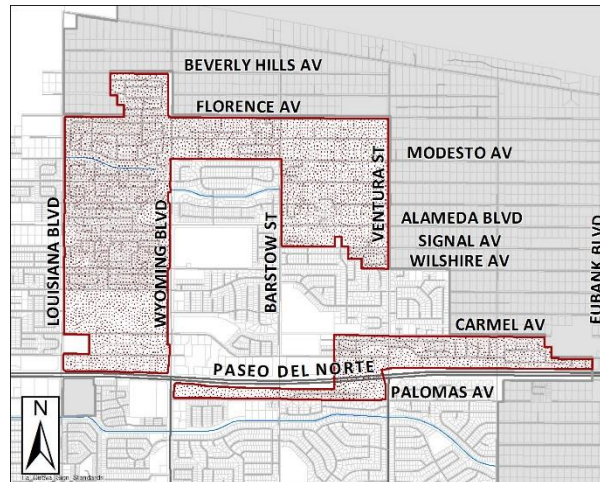 BEVERLY HILLS AV
FLORENCE AV
MODESTO AV
VENTURA ST
ALAMEDA BLVD
SIGNAL AV
WILSHIRE AV
LOUISIANA BLVD
WYOMING BLVD
BARSTOW ST
EUBANK BLVD
CARMEL AV
PASEO DEL NORTE
PALOMAS AV
N